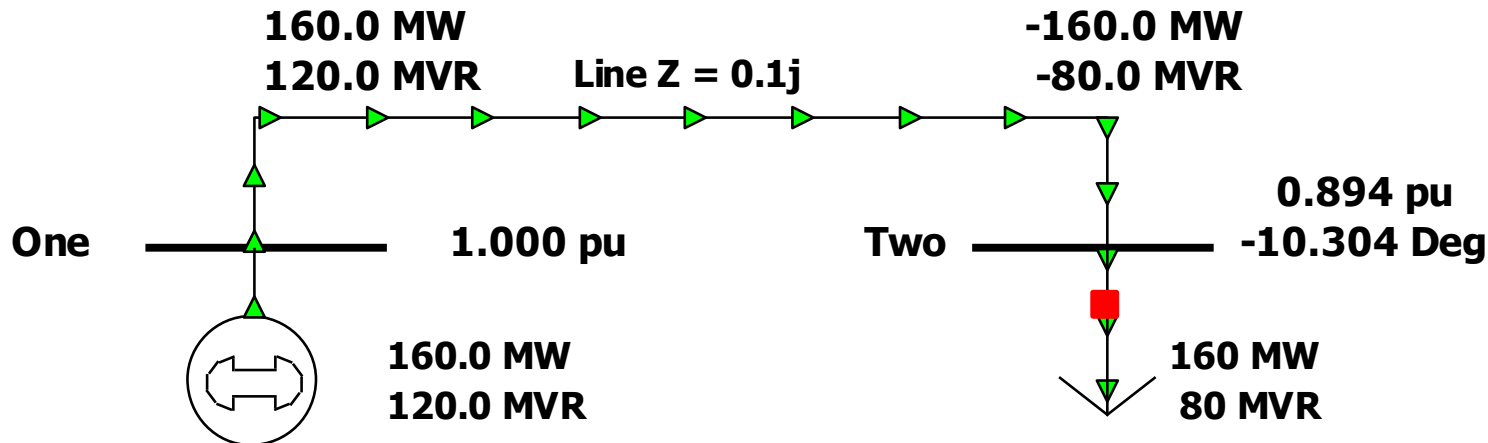 160.0 MW
120.0 MVR
Line Z = 0.1j
-160.0 MW
-80.0 MVR
One
1.000 pu
Two
0.894 pu
-10.304 Deg
160.0 MW
120.0 MVR
160 MW
80 MVR